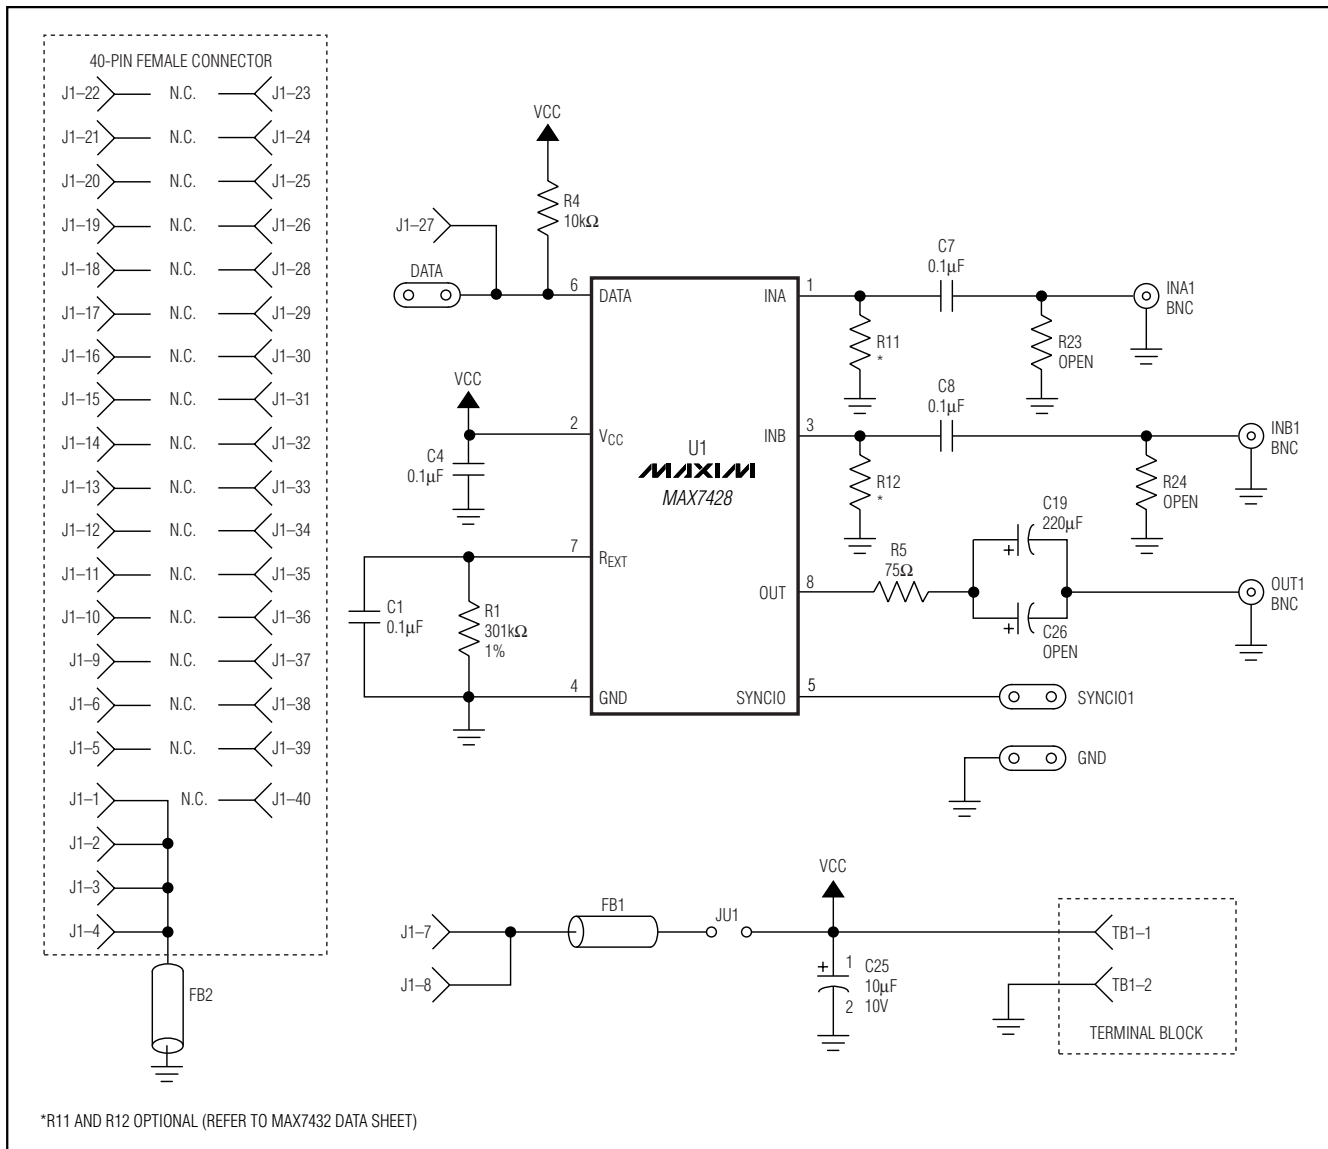 40-PIN FEMALE CONNECTOR
J1–22 N.C. J1–23
J1–21 N.C. J1–24
J1–20 N.C. J1–25
J1–19 N.C. J1–26
J1–18 N.C. J1–28
J1–17 N.C. J1–29
J1–16 N.C. J1–30
J1–15 N.C. J1–31
J1–14 N.C. J1–32
J1–13 N.C. J1–33
J1–12 N.C. J1–34
J1–11 N.C. J1–35
J1–10 N.C. J1–36
J1–9 N.C. J1–37
J1–6 N.C. J1–38
J1–5 N.C. J1–39
J1–1 N.C. J1–40
J1–2
J1–3
J1–4
FB2
VCC
R4
10kΩ
J1–27
DATA
6
DATA
VCC
2
VCC
C4
0.1µF
7
REXT
C1
0.1µF
R1
301kΩ
1%
4
GND
U1
MAXIM
MAX7428
INA
1
C7
0.1µF
R11
*
R23
OPEN
INA1
BNC
INB
3
C8
0.1µF
R12
*
R24
OPEN
INB1
BNC
OUT
8
R5
75Ω
C19
220µF
+
+
C26
OPEN
OUT1
BNC
SYNCIO
5
SYNCIO1
GND
J1–7
J1–8
FB1
JU1
VCC
+
1
2
C25
10µF
10V
TB1–1
TB1–2
TERMINAL BLOCK
*R11 AND R12 OPTIONAL (REFER TO MAX7432 DATA SHEET)